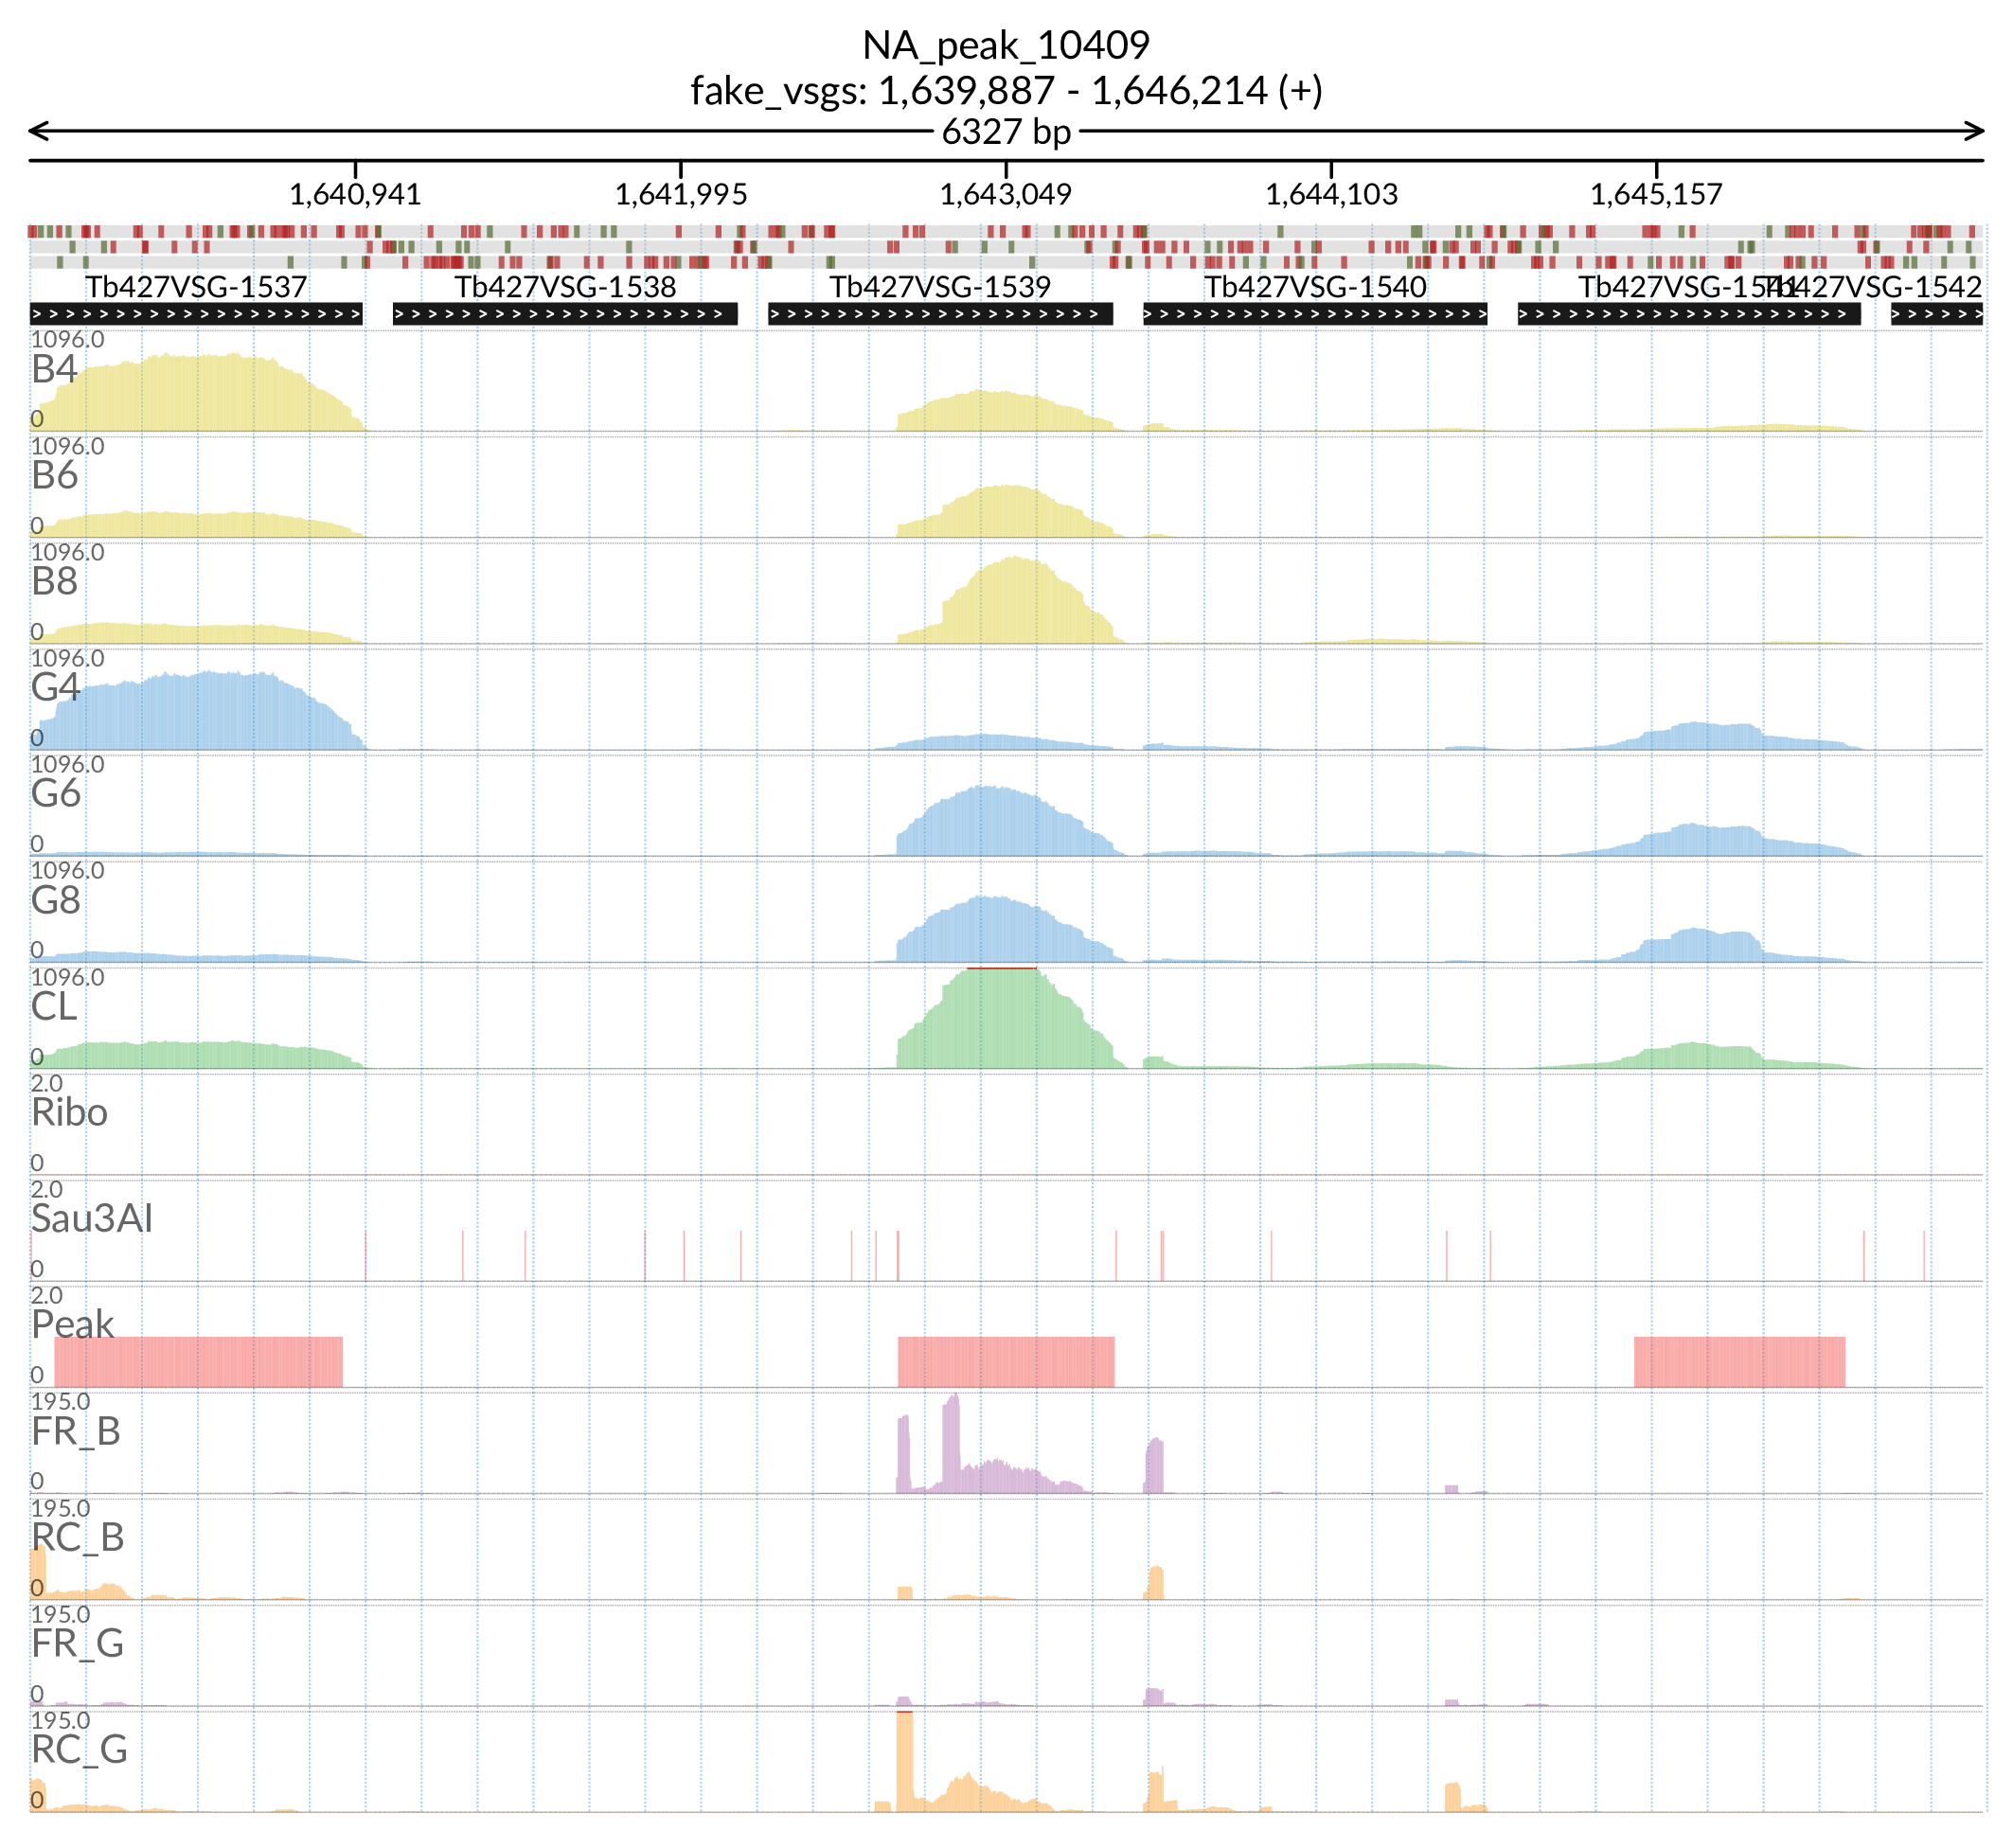 NA_peak_10409
fake_vsgs: 1,639,887 - 1,646,214 (+)
6327 bp
1,640,941 1,641,995 1,643,049 1,644,103 1,645,157
Tb427VSG-1537 Tb427VSG-1538 Tb427VSG-1539 Tb427VSG-1540 Tb427VSG-1541 Tb427VSG-1542
1096.0
B4
0
1096.0
B6
0
1096.0
B8
0
1096.0
G4
0
1096.0
G6
0
1096.0
G8
0
1096.0
CL
0
2.0
Ribo
0
2.0
Sau3AI
0
2.0
Peak
0
195.0
FR_B
0
195.0
RC_B
0
195.0
FR_G
0
195.0
RC_G
0